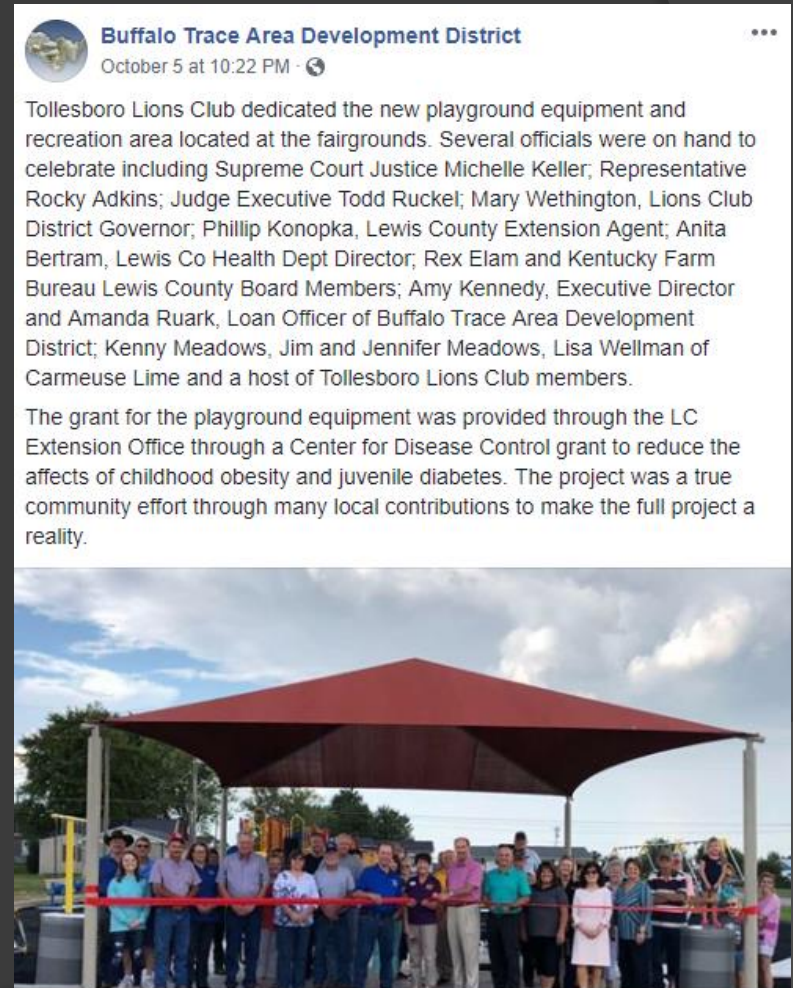 Buffalo Trace Area Development District
October 5 at 10:22 PM ·
Tollesboro Lions Club dedicated the new playground equipment and
recreation area located at the fairgrounds. Several officials were on hand to
celebrate including Supreme Court Justice Michelle Keller; Representative
Rocky Adkins; Judge Executive Todd Ruckel; Mary Wethington, Lions Club
District Governor; Phillip Konopka, Lewis County Extension Agent; Anita
Bertram, Lewis Co Health Dept Director; Rex Elam and Kentucky Farm
Bureau Lewis County Board Members; Amy Kennedy, Executive Director
and Amanda Ruark, Loan Officer of Buffalo Trace Area Development
District; Kenny Meadows, Jim and Jennifer Meadows, Lisa Wellman of
Carmeuse Lime and a host of Tollesboro Lions Club members.
The grant for the playground equipment was provided through the LC
Extension Office through a Center for Disease Control grant to reduce the
affects of childhood obesity and juvenile diabetes. The project was a true
community effort through many local contributions to make the full project a
reality.